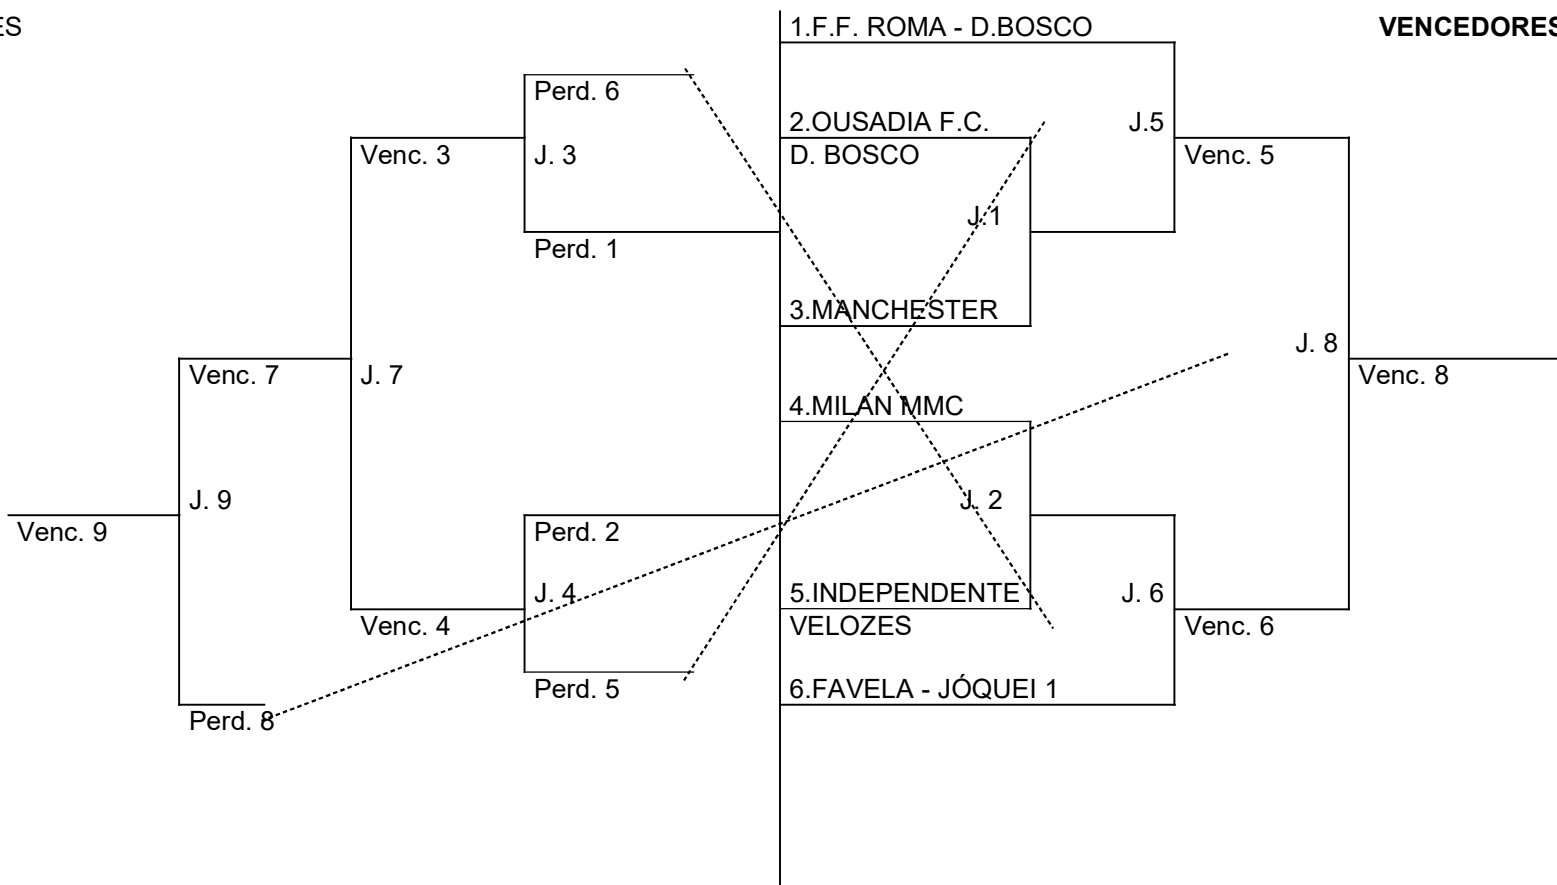 ES
1.F.F. ROMA - D.BOSCO
VENCEDORES
Perd. 6
2.OUSADIA F.C.
J.5
Venc. 3
J. 3
D. BOSCO
Venc. 5
J.1
Perd. 1
3.MANCHESTER
J. 8
Venc. 7
J. 7
Venc. 8
4.MILAN MMC
J. 9
J. 2
Venc. 9
Perd. 2
J. 4
5.INDEPENDENTE
J. 6
Venc. 4
VELOZES
Venc. 6
Perd. 5
6.FAVELA - JÓQUEI 1
Perd. 8